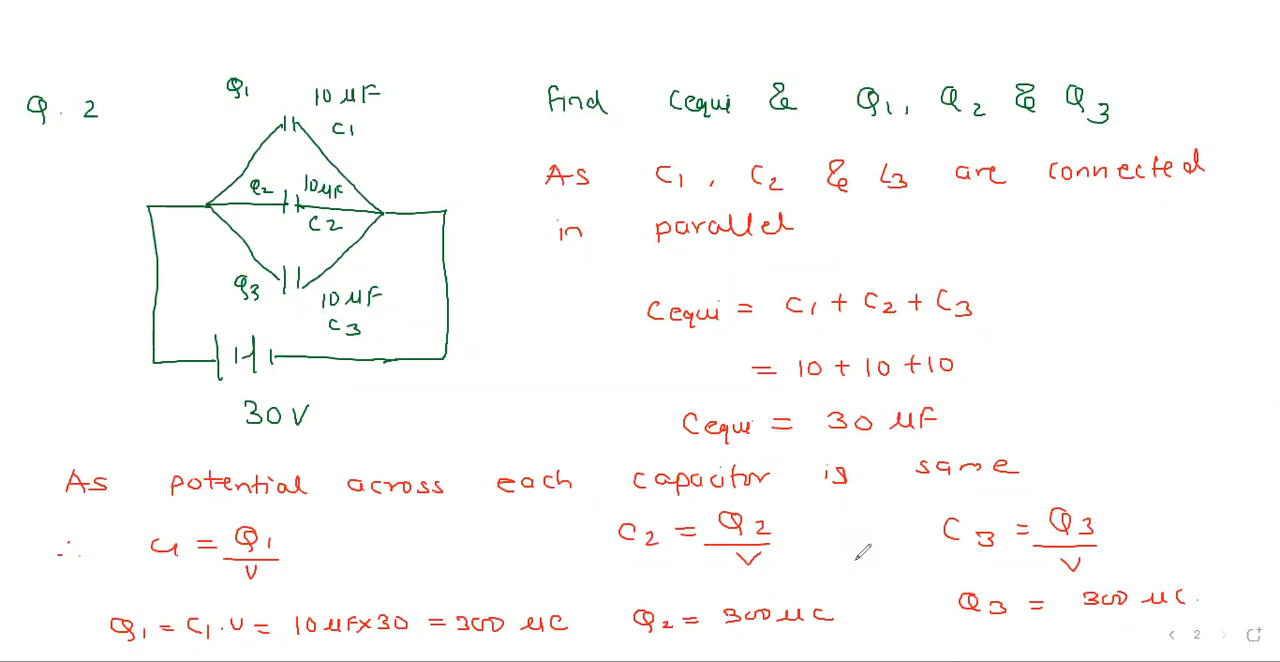 Q. 2
Q1 10 μF
C1
Q2 10μF
C2
Q3 10 μF
C3
30 V
Find Cequi & Q1, Q2 & Q3
As C1, C2 & C3 are connected
in parallel
Cequi = C1 + C2 + C3
= 10 + 10 + 10
Cequi = 30 μF
As potential across each capacitor is same
∴ C1 = Q1/V C2 = Q2/V C3 = Q3/V
Q1 = C1 . V = 10 μF × 30 = 300 μC Q2 = 300 μC Q3 = 300 μC.
< 2 >